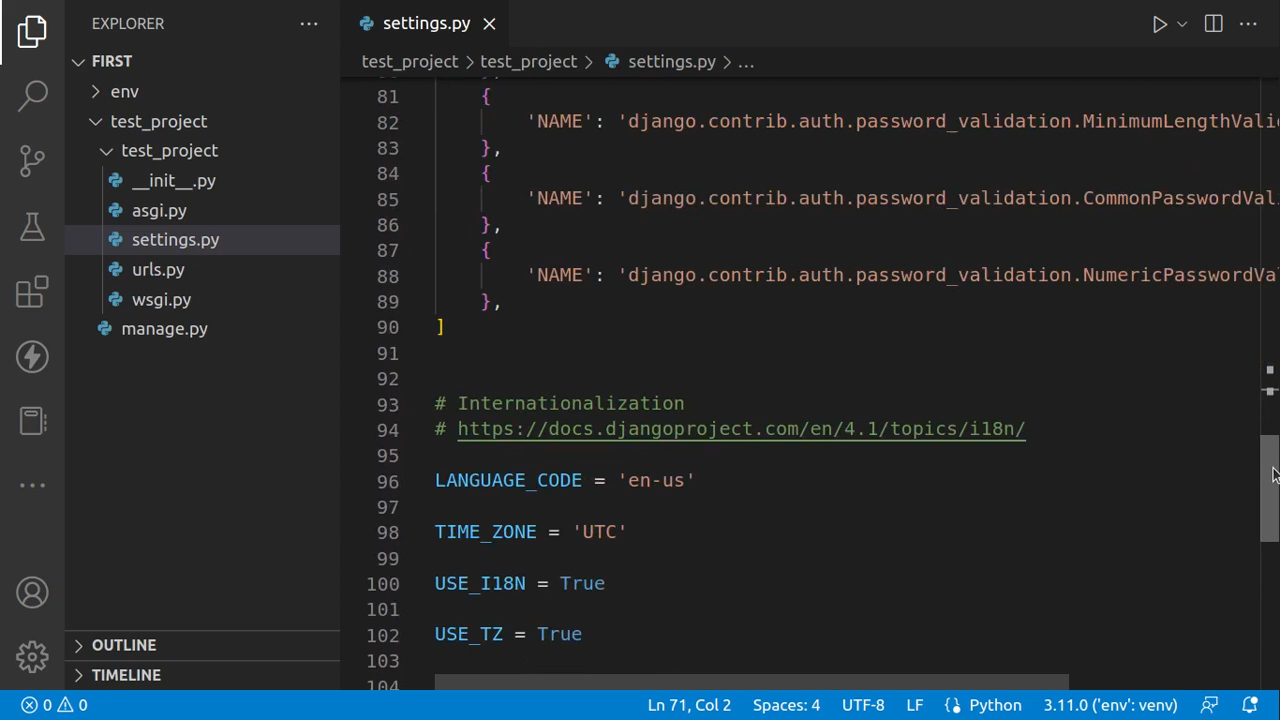 EXPLORER
settings.py
FIRST
env
test_project
test_project
__init__.py
asgi.py
settings.py
urls.py
wsgi.py
manage.py
OUTLINE
TIMELINE
test_project > test_project > settings.py > ...
81 {
82 'NAME': 'django.contrib.auth.password_validation.MinimumLengthVali
83 },
84 {
85 'NAME': 'django.contrib.auth.password_validation.CommonPasswordVal
86 },
87 {
88 'NAME': 'django.contrib.auth.password_validation.NumericPasswordVa
89 },
90 ]
91
92
93 # Internationalization
94 # https://docs.djangoproject.com/en/4.1/topics/i18n/
95
96 LANGUAGE_CODE = 'en-us'
97
98 TIME_ZONE = 'UTC'
99
100 USE_I18N = True
101
102 USE_TZ = True
103
104
0 0 Ln 71, Col 2 Spaces: 4 UTF-8 LF Python 3.11.0 ('env': venv)